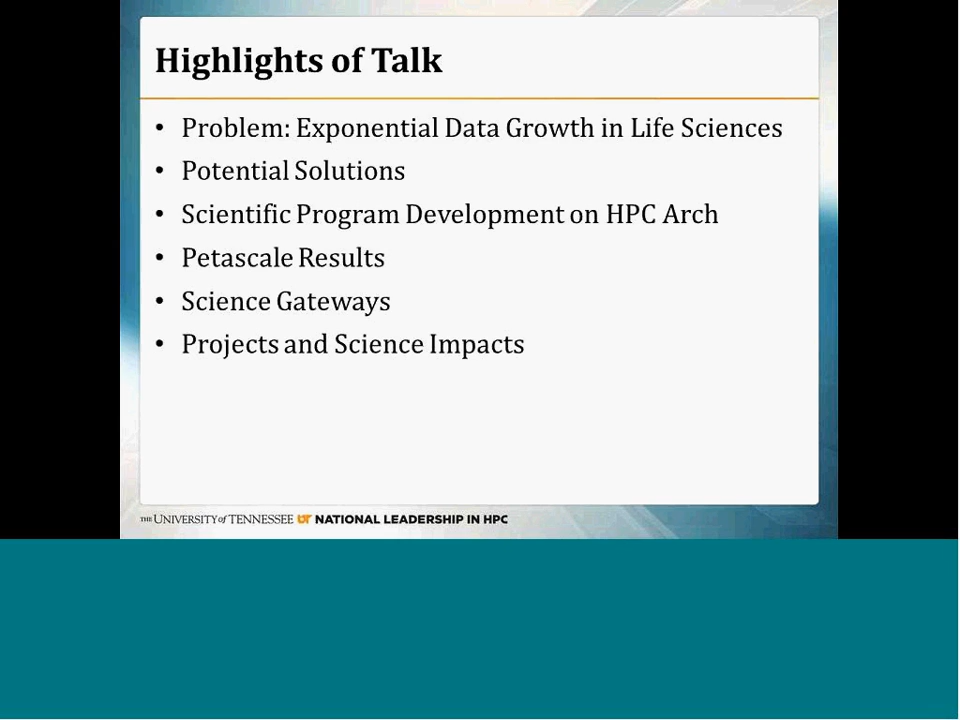 Highlights of Talk
• Problem: Exponential Data Growth in Life Sciences
• Potential Solutions
• Scientific Program Development on HPC Arch
• Petascale Results
• Science Gateways
• Projects and Science Impacts
THE UNIVERSITY of TENNESSEE UT NATIONAL LEADERSHIP IN HPC